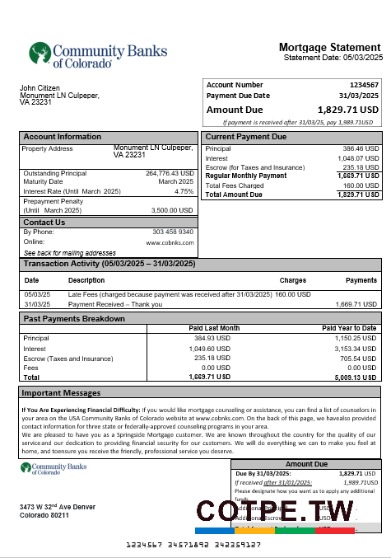 Community Banks
of Colorado
Mortgage Statement
Statement Date: 05/03/2025
John Citizen
Monument LN Culpeper,
VA 23231
Account Number 1234567
Payment Due Date 31/03/2025
Amount Due 1,829.71 USD
If payment is received after 31/03/25, pay 1,989.71USD
Account Information
Property Address Monument LN Culpeper,
VA 23231
Outstanding Principal 264,776.43 USD
Maturity Date March 2025
Interest Rate (Until March 2025) 4.75%
Prepayment Penalty
(Until March 2025) 3,500.00 USD
Contact Us
By Phone: 303 458 9340
Online: www.cobnks.com
See back for mailing addresses
Current Payment Due
Principal 386.46 USD
Interest 1,048.07 USD
Escrow (for Taxes and Insurance) 235.18 USD
Regular Monthly Payment 1,669.71 USD
Total Fees Charged 160.00 USD
Total Amount Due 1,829.71 USD
Transaction Activity (05/03/2025 – 31/03/2025)
Date Description Charges Payments
05/03/25 Late Fees (charged because payment was received after 31/03/2025) 160.00 USD
31/03/25 Payment Received – Thank you 1,669.71 USD
Past Payments Breakdown
Paid Last Month Paid Year to Date
Principal 384.93 USD 1,150.25 USD
Interest 1,049.60 USD 3,153.34 USD
Escrow (Taxes and Insurance) 235.18 USD 705.54 USD
Fees 0.00 USD 0.00 USD
Total 1,669.71 USD 5,009.13 USD
Important Messages
If You Are Experiencing Financial Difficulty: If you would like mortgage counseling or assistance, you can find a list of counselors in
your area on the USA Community Banks of Colorado website at www.cobnks.com. On the back of this page, we have also provided
contact information for three state or federally-approved counseling programs in your area.
We are pleased to have you as a Springside Mortgage customer. We are known throughout the country for the quality of our
service and our dedication to providing financial security for our customers. We will do everything we can to make you feel at
home, and license you receive the friendly, professional service you deserve.
Community Banks
of Colorado
3473 W 32nd Ave Denver
Colorado 80211
Amount Due
Due By 31/03/2025: 1,829.71 USD
If received after 31/01/2025: 1,989.71USD
Please designate how you want us to apply any additional
funds.
COTPE.TW
1234567 34571892 342359127